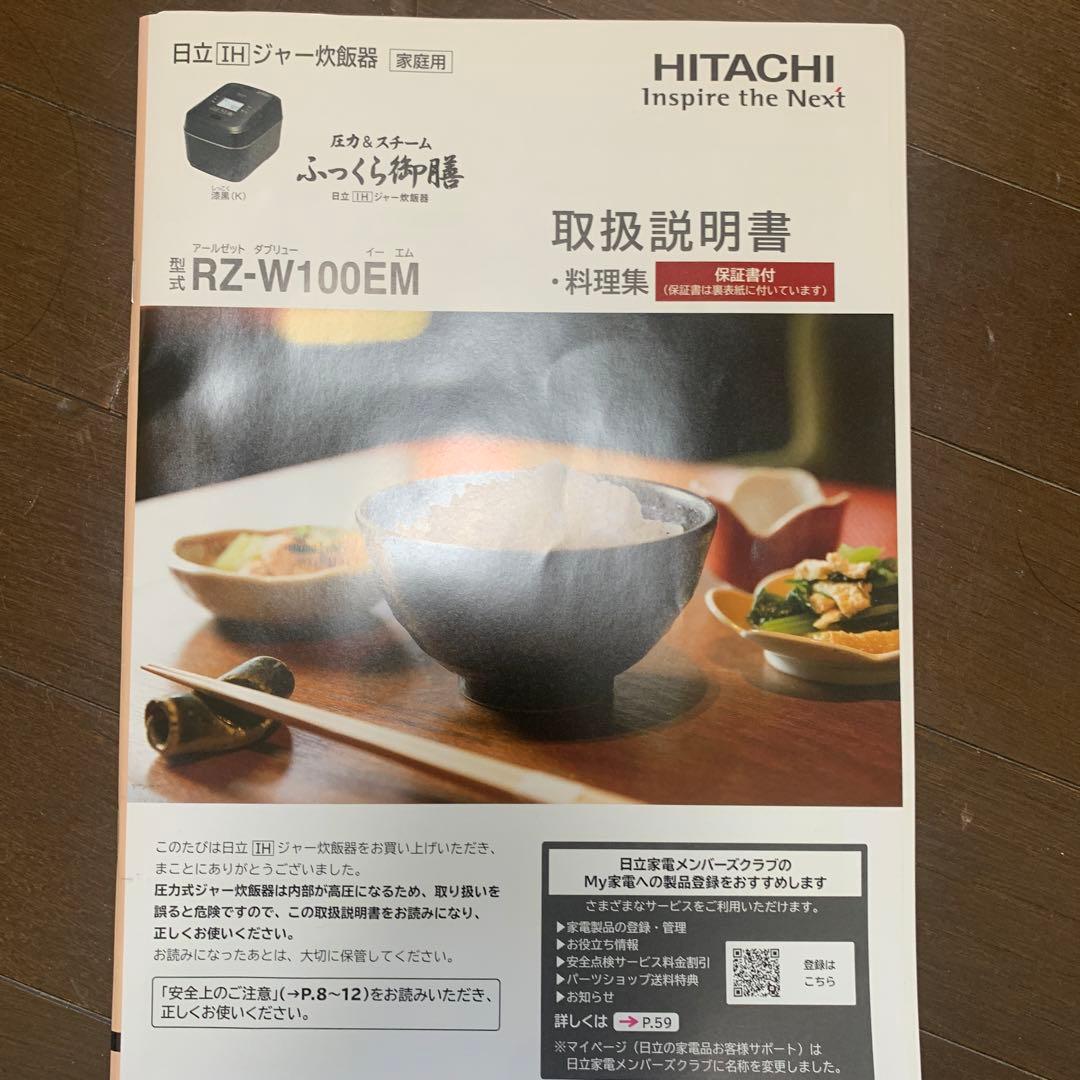 日立IHジャー炊飯器 家庭用
HITACHI
Inspire the Next
圧力&スチーム
ふっくら御膳
日立IHジャー炊飯器
しっこく
漆黒(K)
取扱説明書
・料理集
保証書付
(保証書は裏表紙に付いています)
アールゼット ダブリュー イー エム
型式 RZ-W100EM
このたびは日立IHジャー炊飯器をお買い上げいただき、
まことにありがとうございました。
圧力式ジャー炊飯器は内部が高圧になるため、取り扱いを
誤ると危険ですので、この取扱説明書をお読みになり、
正しくお使いください。
お読みになったあとは、大切に保管してください。
「安全上のご注意」(→P.8~12)をお読みいただき、
正しくお使いください。
日立家電メンバーズクラブの
My家電への製品登録をおすすめします
さまざまなサービスをご利用いただけます。
▶家電製品の登録・管理
▶お役立ち情報
▶安全点検サービス料金割引
▶パーツショップ送料特典
▶お知らせ
登録は
こちら
詳しくは →P.59
※マイページ(日立の家電品お客様サポート)は
日立家電メンバーズクラブに名称を変更しました。